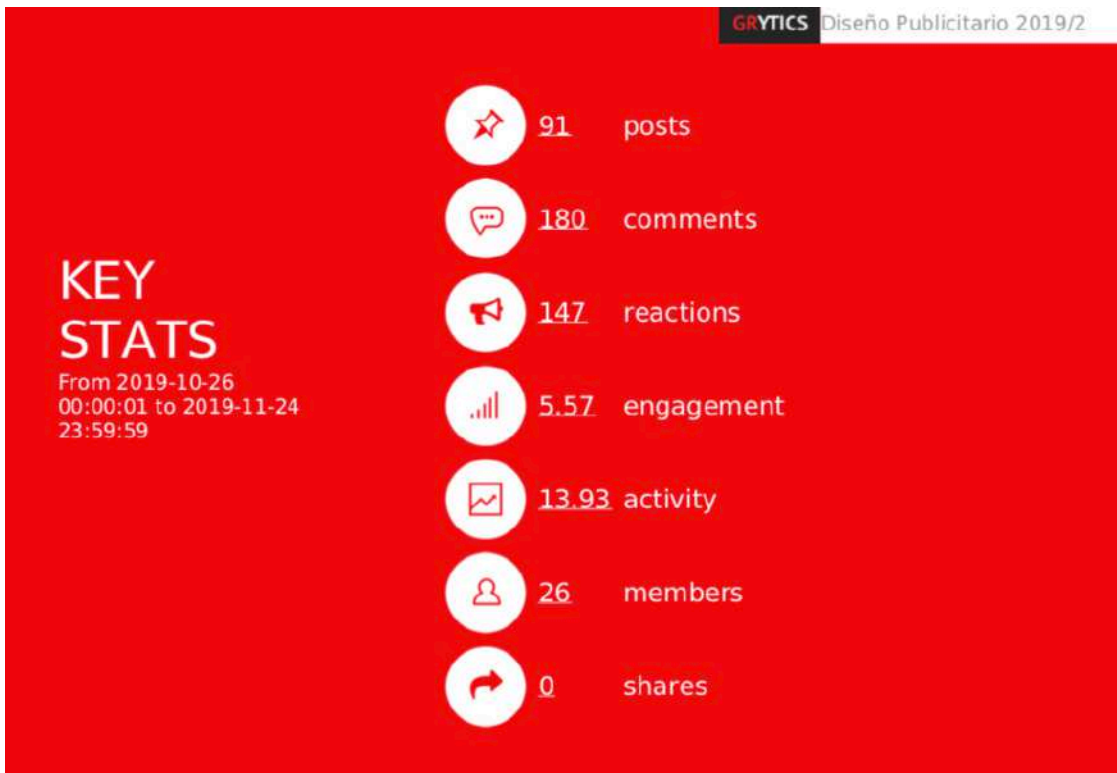 GRYTICS Diseño Publicitario 2019/2
91 posts
180 comments
147 reactions
KEY
STATS
From 2019-10-26
00:00:01 to 2019-11-24
23:59:59
5.57 engagement
13.93 activity
26 members
0 shares